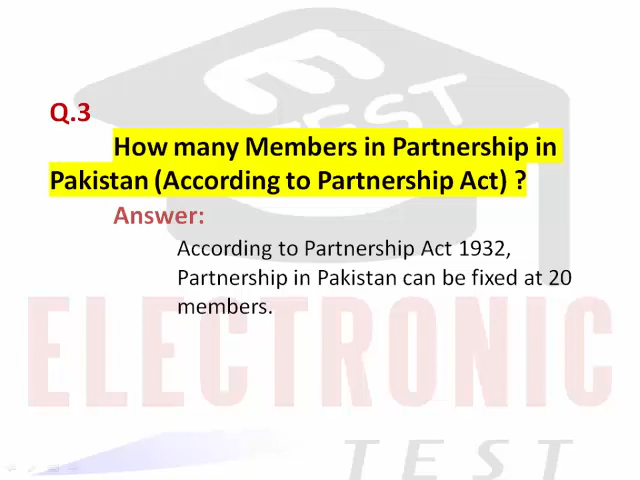 E
TEST
Q.3
How many Members in Partnership in
Pakistan (According to Partnership Act) ?
Answer:
According to Partnership Act 1932,
Partnership in Pakistan can be fixed at 20
members.
ELECTRONIC
TEST